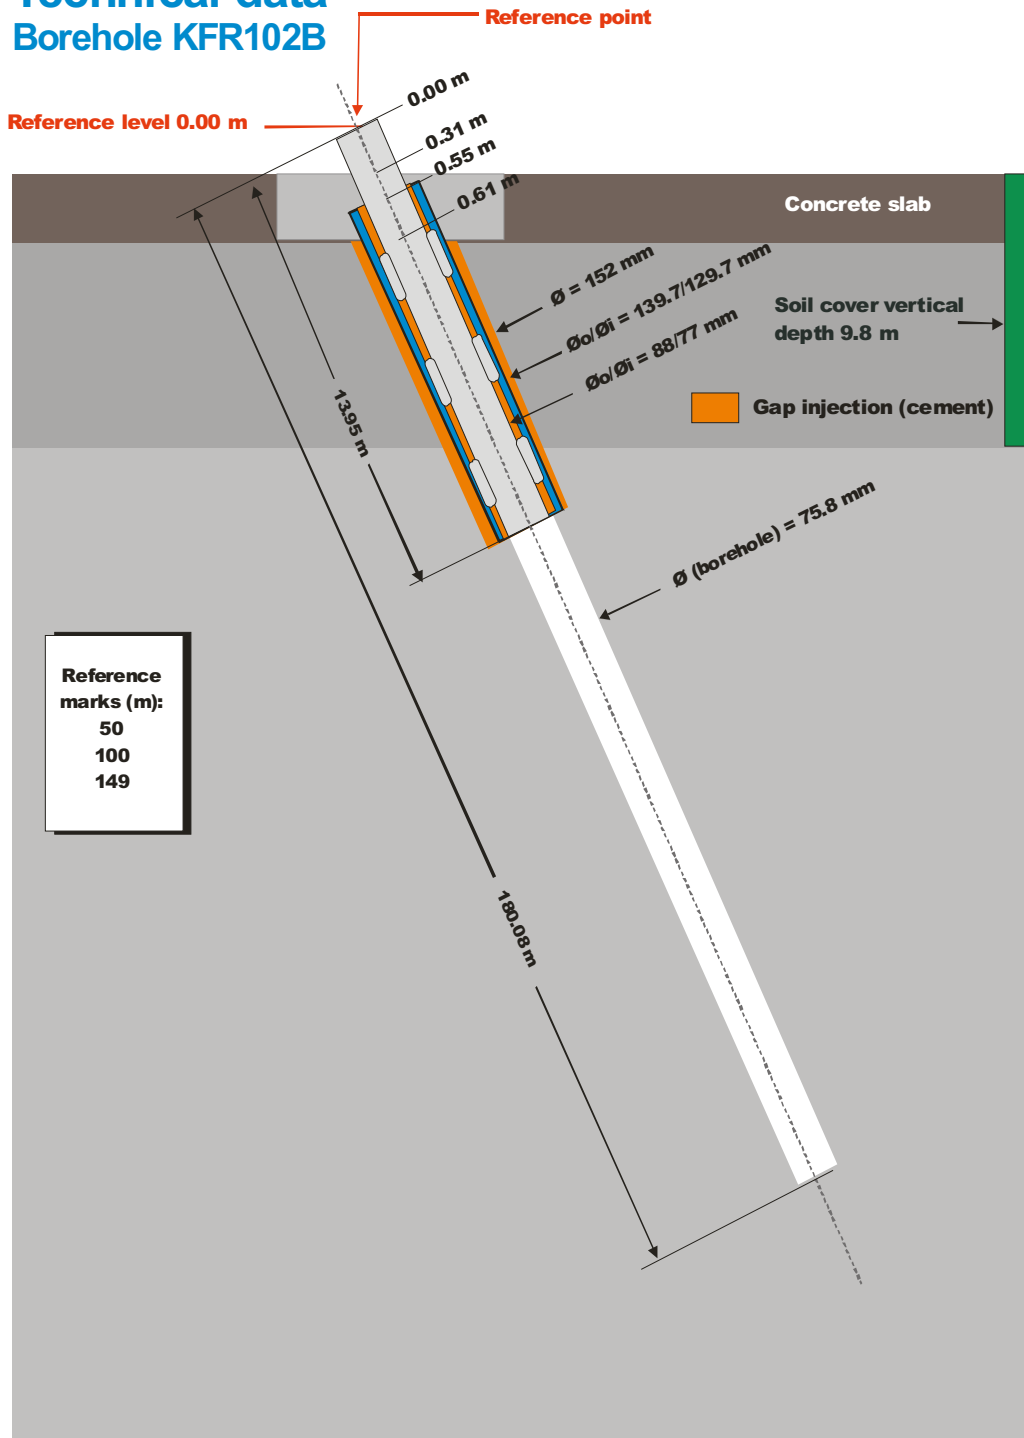 Technical data
Borehole KFR102B
Reference point
0.00 m
Reference level 0.00 m
0.31 m
0.55 m
0.61 m
Concrete slab
Ø = 152 mm
Øo/Øi = 139.7/129.7 mm
Øo/Øi = 88/77 mm
Soil cover vertical
depth 9.8 m
Gap injection (cement)
13.95 m
Ø (borehole) = 75.8 mm
Reference
marks (m):
50
100
149
180.08 m